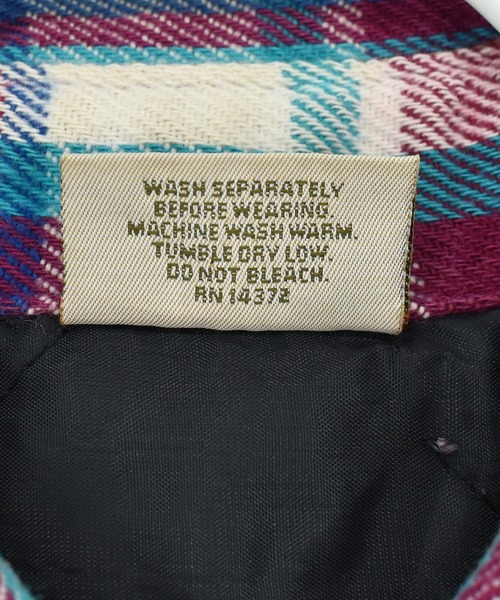 WASH SEPARATELY
BEFORE WEARING.
MACHINE WASH WARM.
TUMBLE DRY LOW.
DO NOT BLEACH.
RN 14372